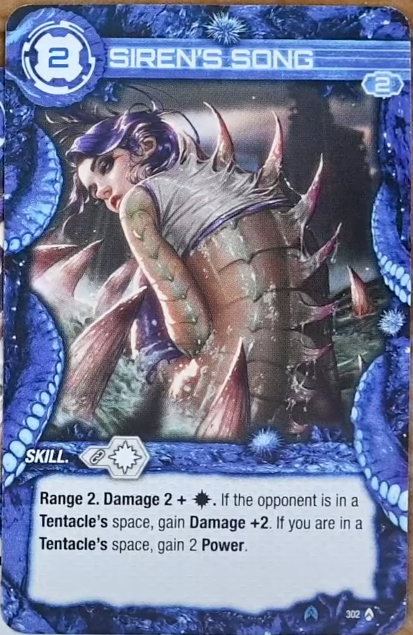 2
SIREN'S SONG
2
SKILL.
Range 2. Damage 2 + . If the opponent is in a
Tentacle's space, gain Damage +2. If you are in a
Tentacle's space, gain 2 Power.
302